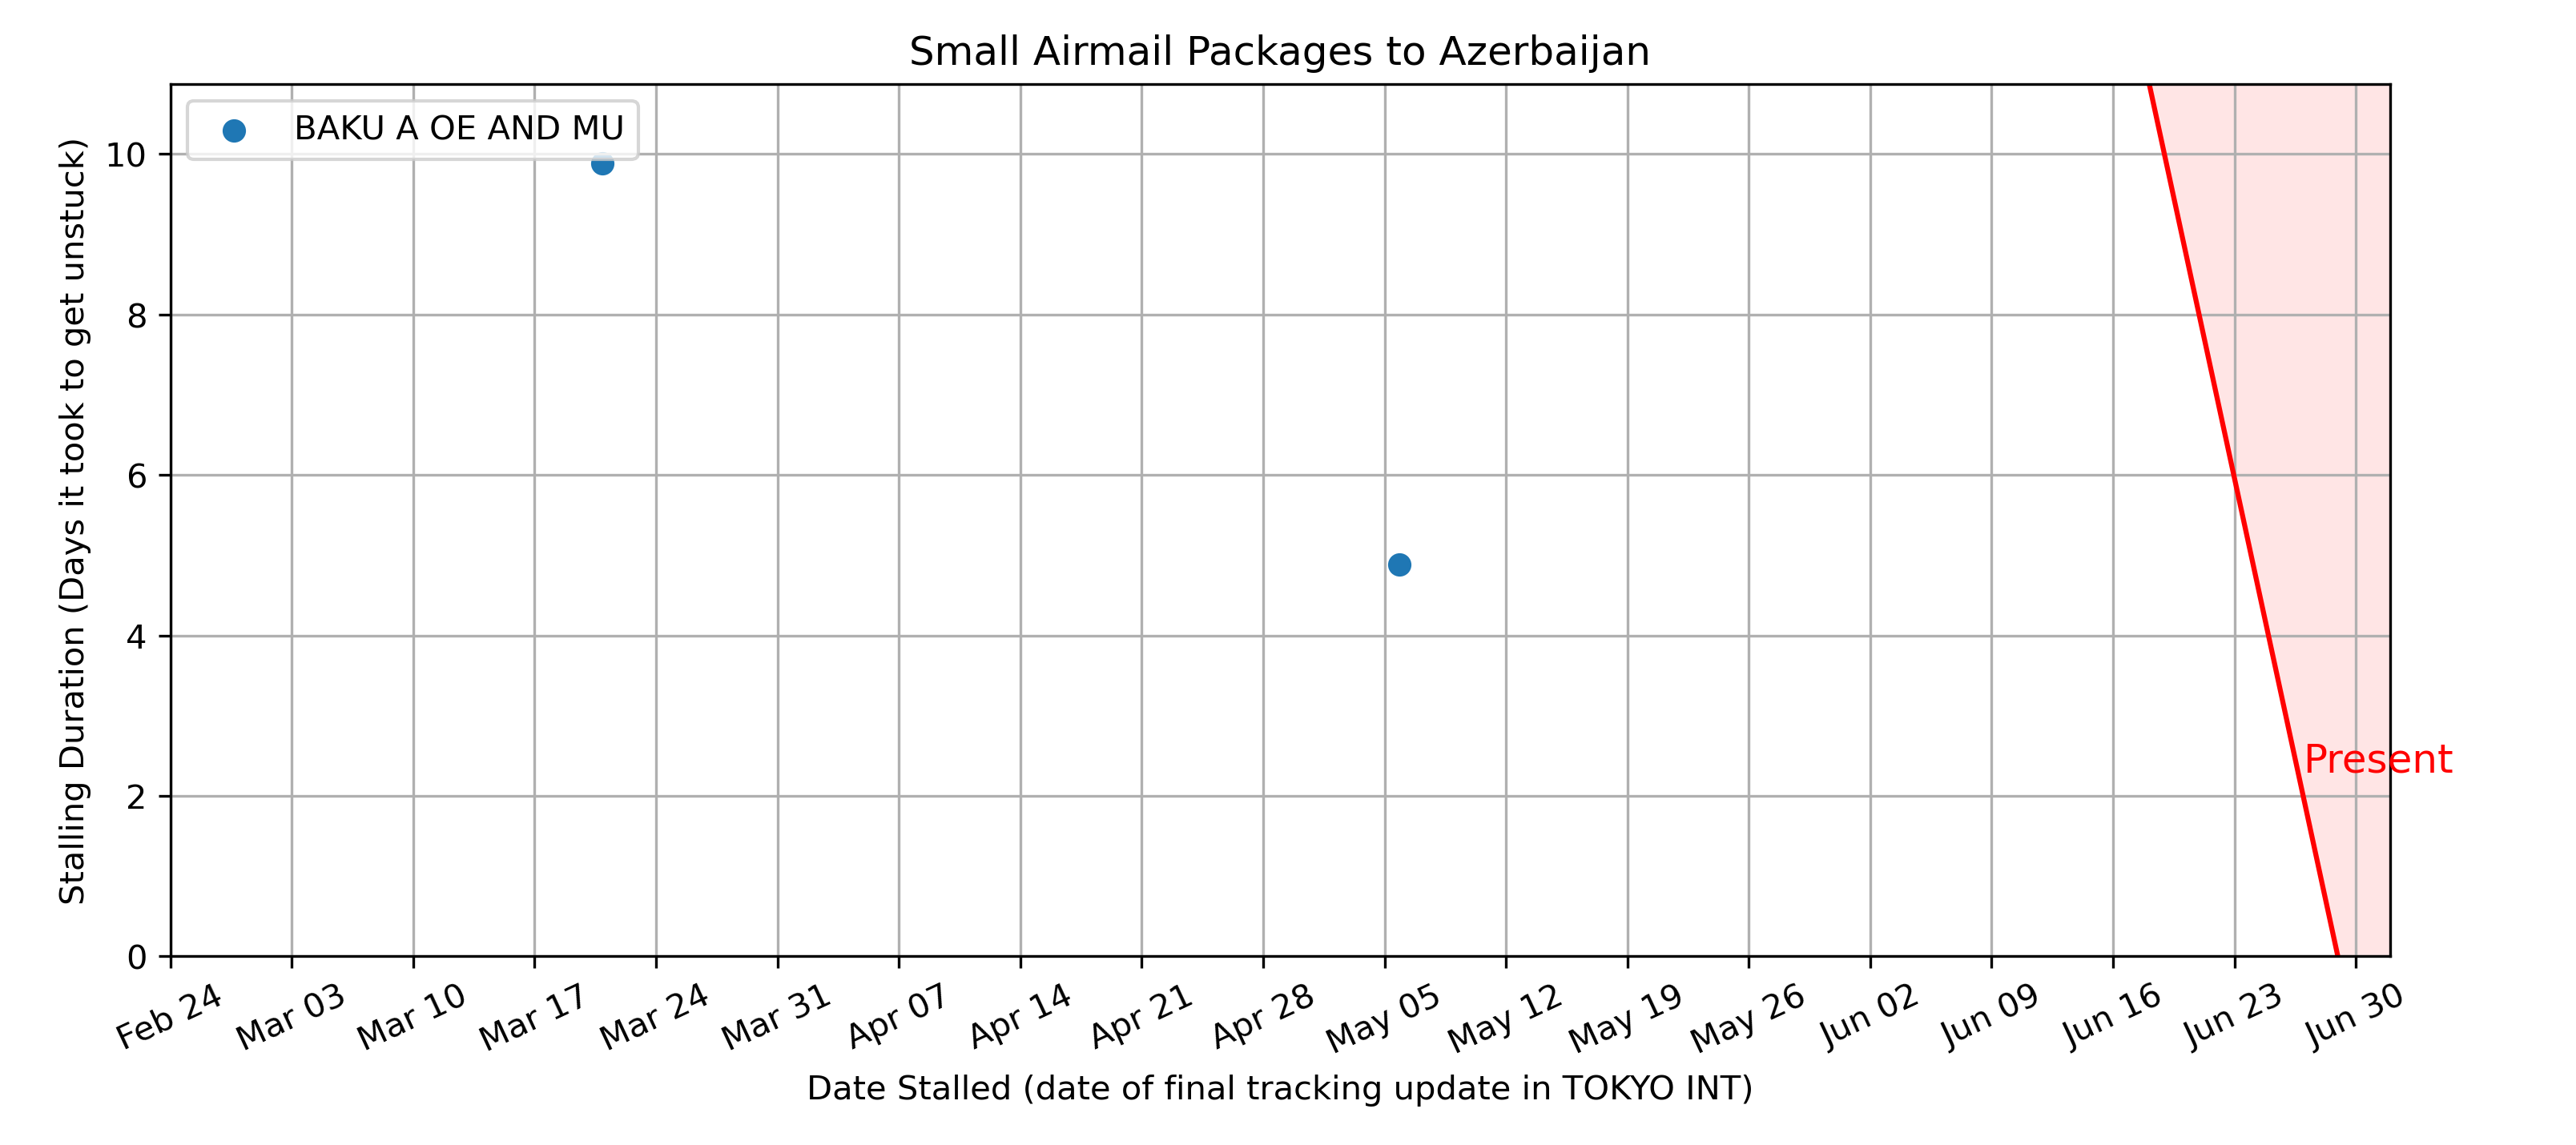 Small Airmail Packages to Azerbaijan
BAKU A OE AND MU
Stalling Duration (Days it took to get unstuck)
10
8
6
4
2
0
Present
Feb 24
Mar 03
Mar 10
Mar 17
Mar 24
Mar 31
Apr 07
Apr 14
Apr 21
Apr 28
May 05
May 12
May 19
May 26
Jun 02
Jun 09
Jun 16
Jun 23
Jun 30
Date Stalled (date of final tracking update in TOKYO INT)